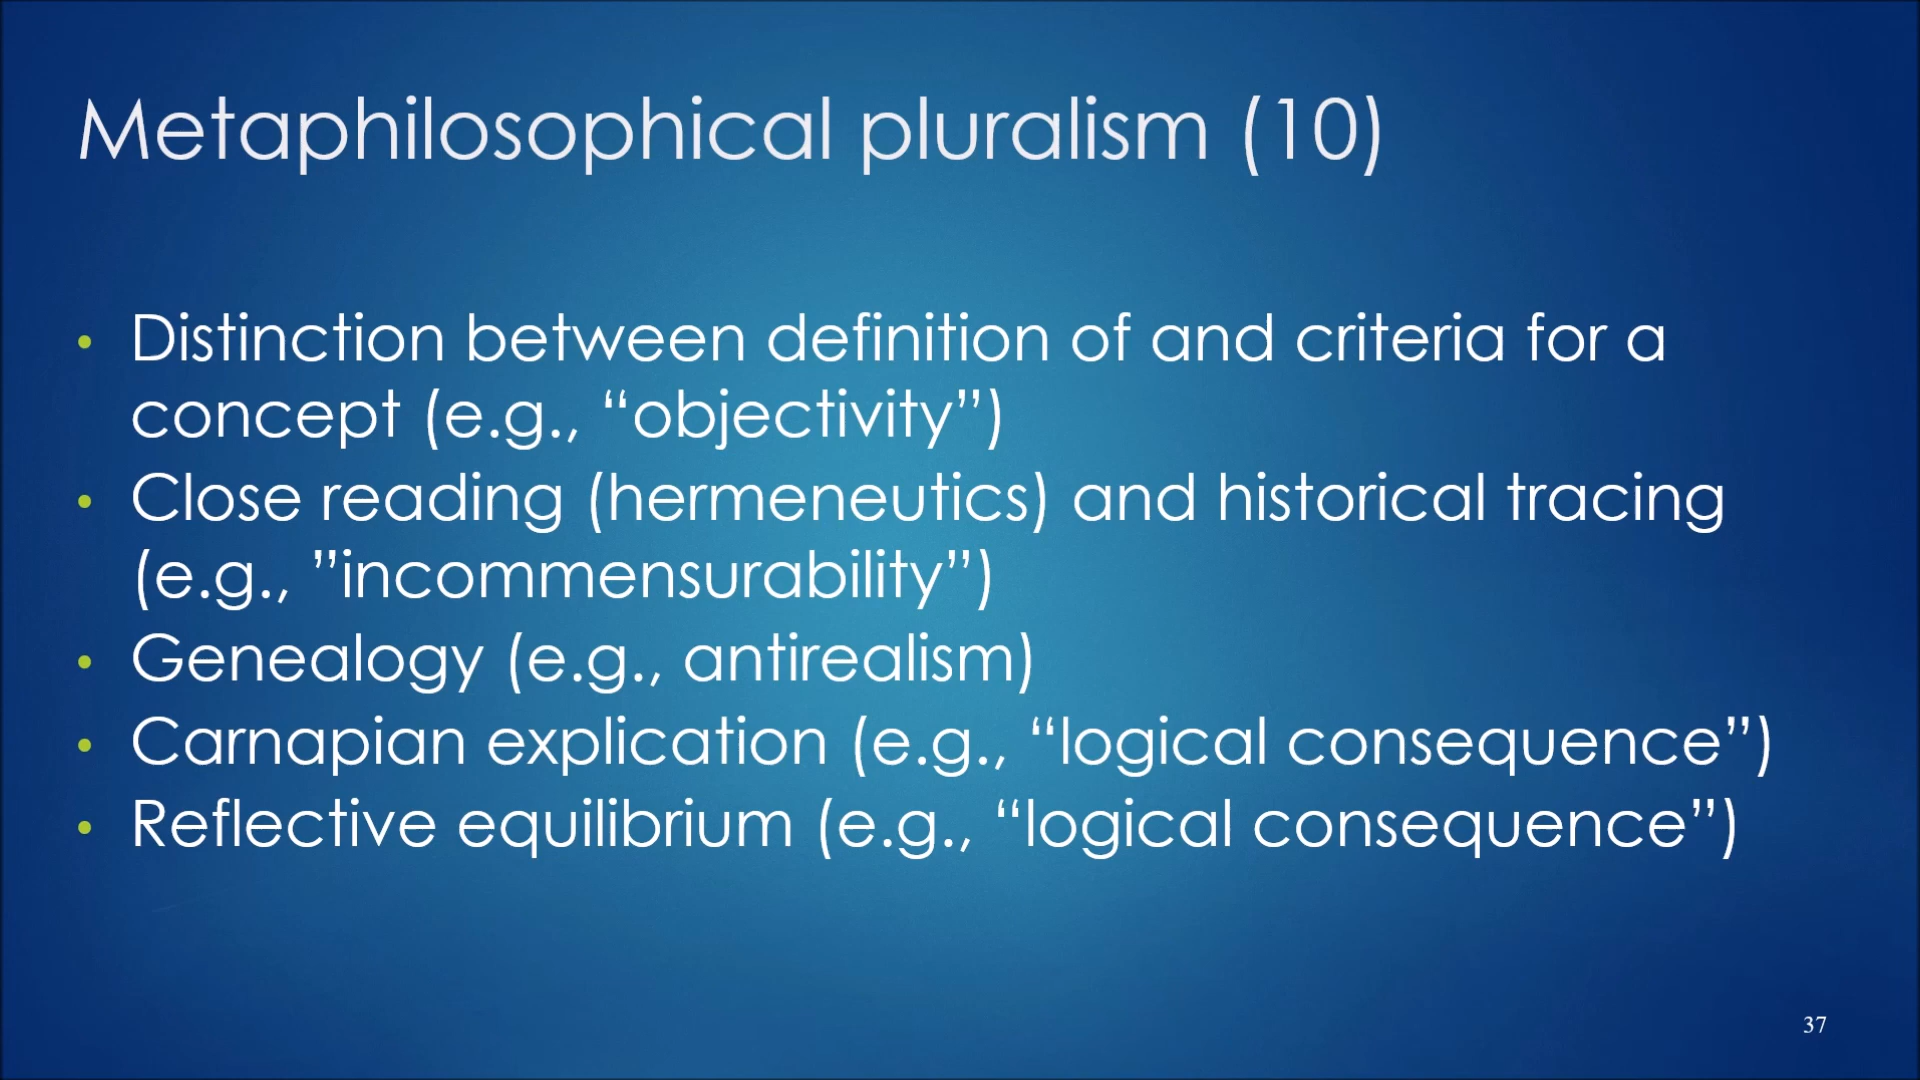 Metaphilosophical pluralism (10)
• Distinction between definition of and criteria for a
concept (e.g., “objectivity”)
• Close reading (hermeneutics) and historical tracing
(e.g., ”incommensurability”)
• Genealogy (e.g., antirealism)
• Carnapian explication (e.g., “logical consequence”)
• Reflective equilibrium (e.g., “logical consequence”)
37